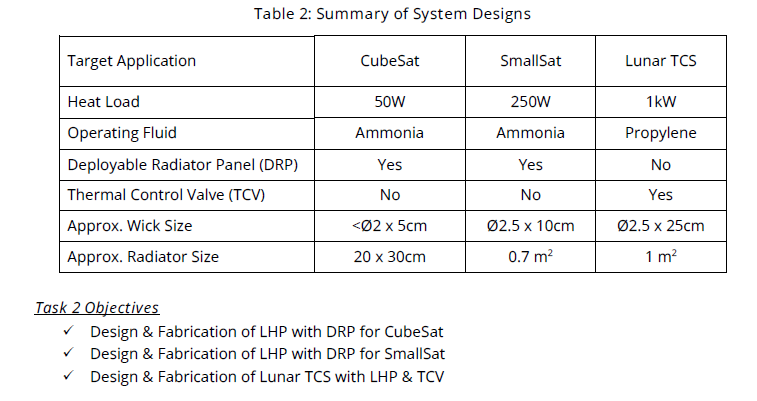 Table 2: Summary of System Designs
Target Application CubeSat SmallSat Lunar TCS
Heat Load 50W 250W 1kW
Operating Fluid Ammonia Ammonia Propylene
Deployable Radiator Panel (DRP) Yes Yes No
Thermal Control Valve (TCV) No No Yes
Approx. Wick Size <Ø2 x 5cm Ø2.5 x 10cm Ø2.5 x 25cm
Approx. Radiator Size 20 x 30cm 0.7 m² 1 m²
Task 2 Objectives
✓ Design & Fabrication of LHP with DRP for CubeSat
✓ Design & Fabrication of LHP with DRP for SmallSat
✓ Design & Fabrication of Lunar TCS with LHP & TCV